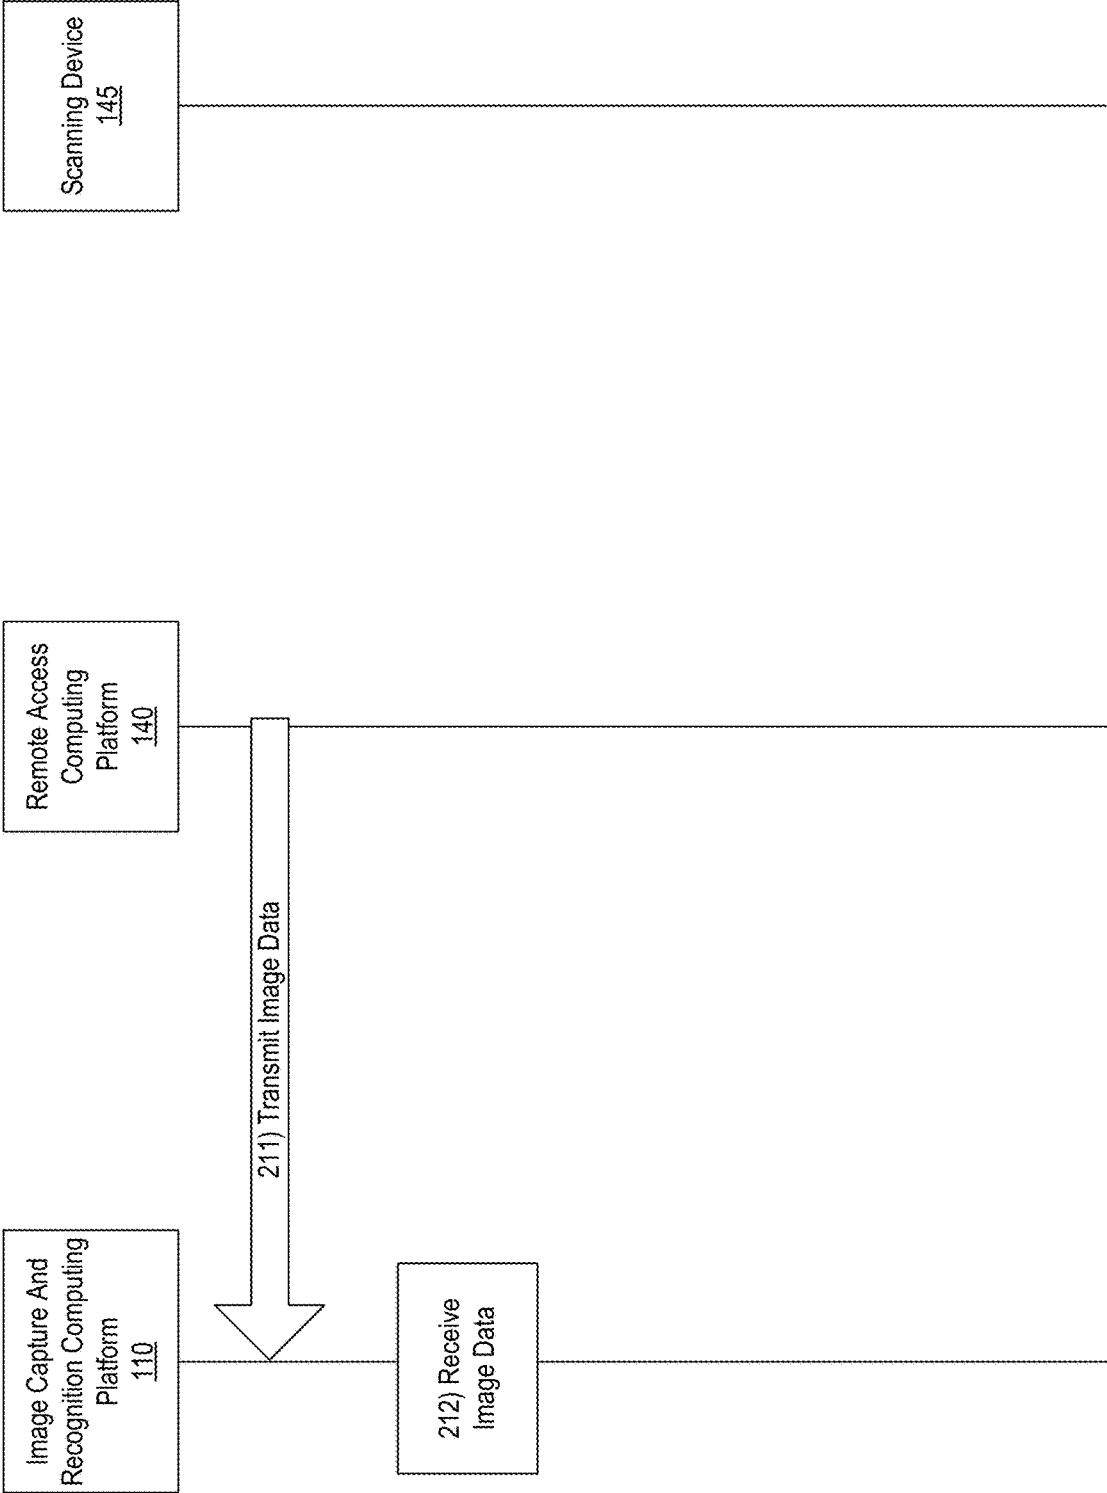 Image Capture And
Recognition Computing
Platform
110
Remote Access
Computing
Platform
140
Scanning Device
145
211) Transmit Image Data
212) Receive
Image Data